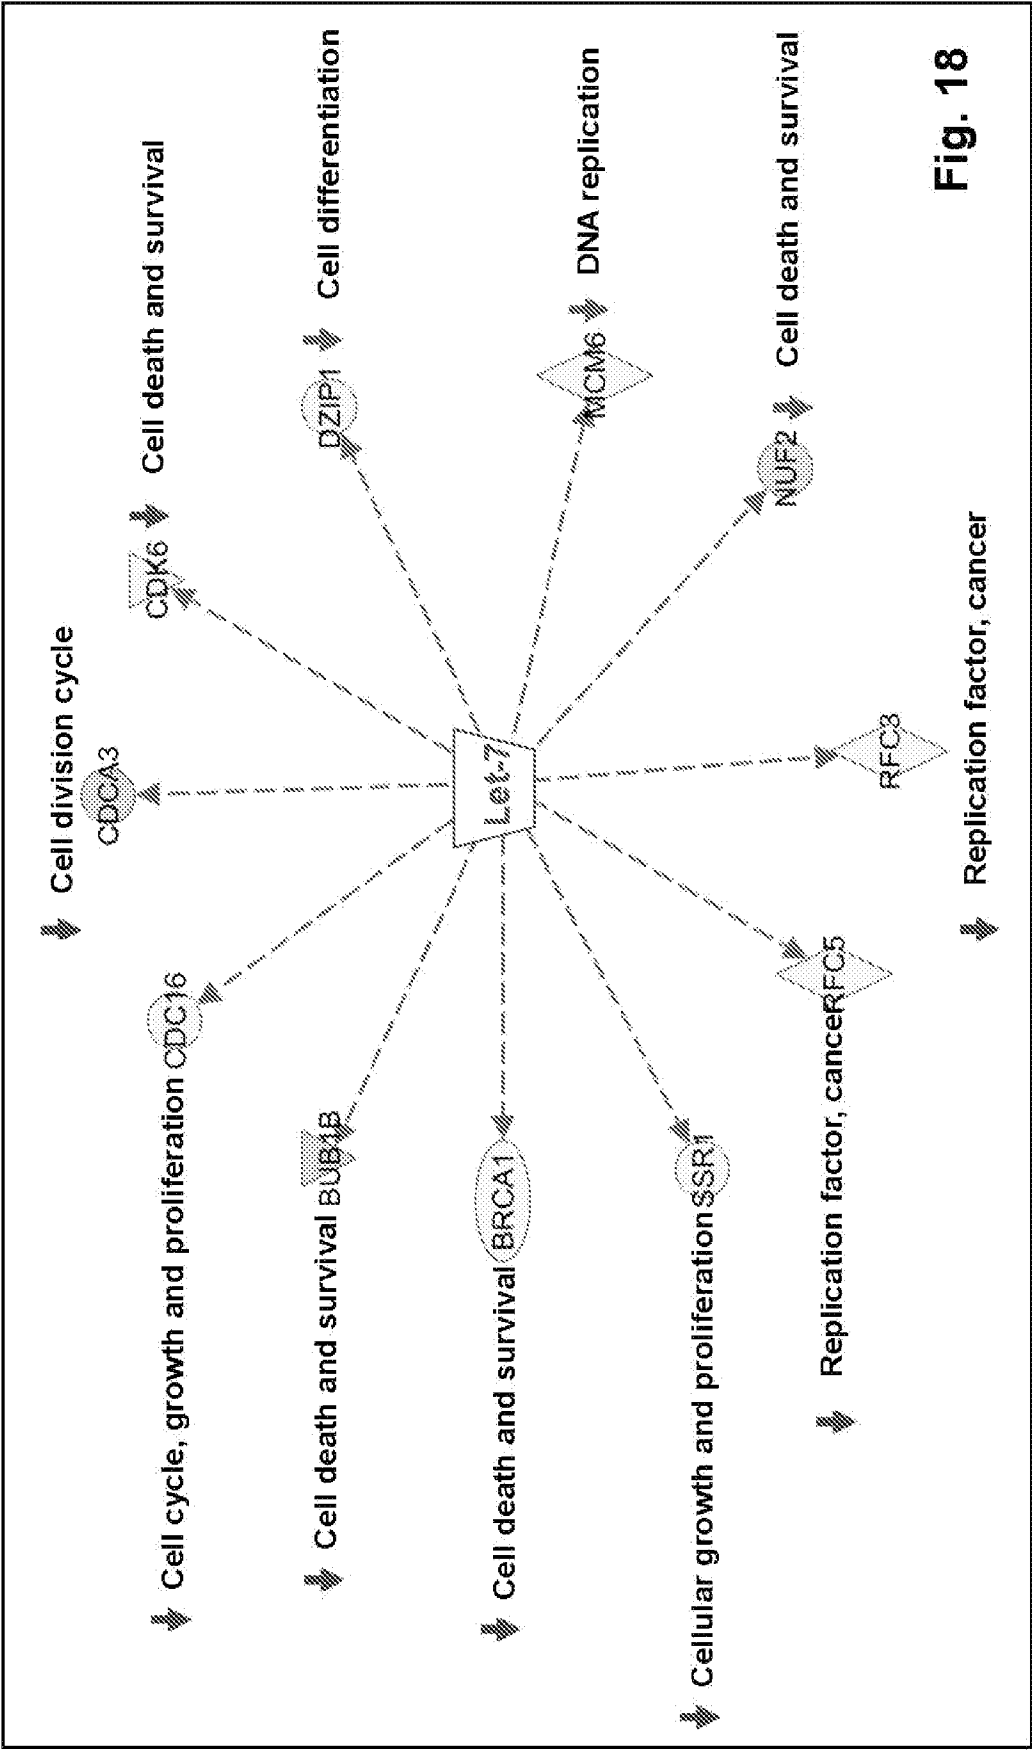 Cell division cycle
CDCA3
CDK6
Cell death and survival
Cell cycle, growth and proliferation
CDC16
DZIP1
Cell differentiation
Cell death and survival
BUB1B
Let-7
Cell death and survival
BRCA1
MCM6
DNA replication
Cellular growth and proliferation
SSR1
NUF2
Cell death and survival
Replication factor, cancer
RFC5
RFC3
Replication factor, cancer
Fig. 18